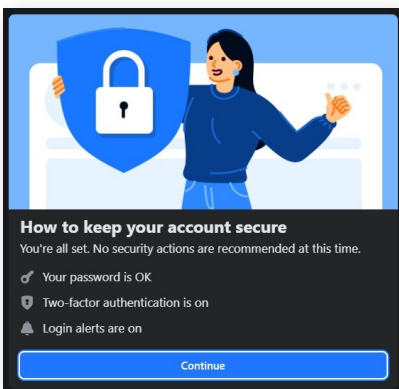 How to keep your account secure
You're all set. No security actions are recommended at this time.
Your password is OK
Two-factor authentication is on
Login alerts are on
Continue